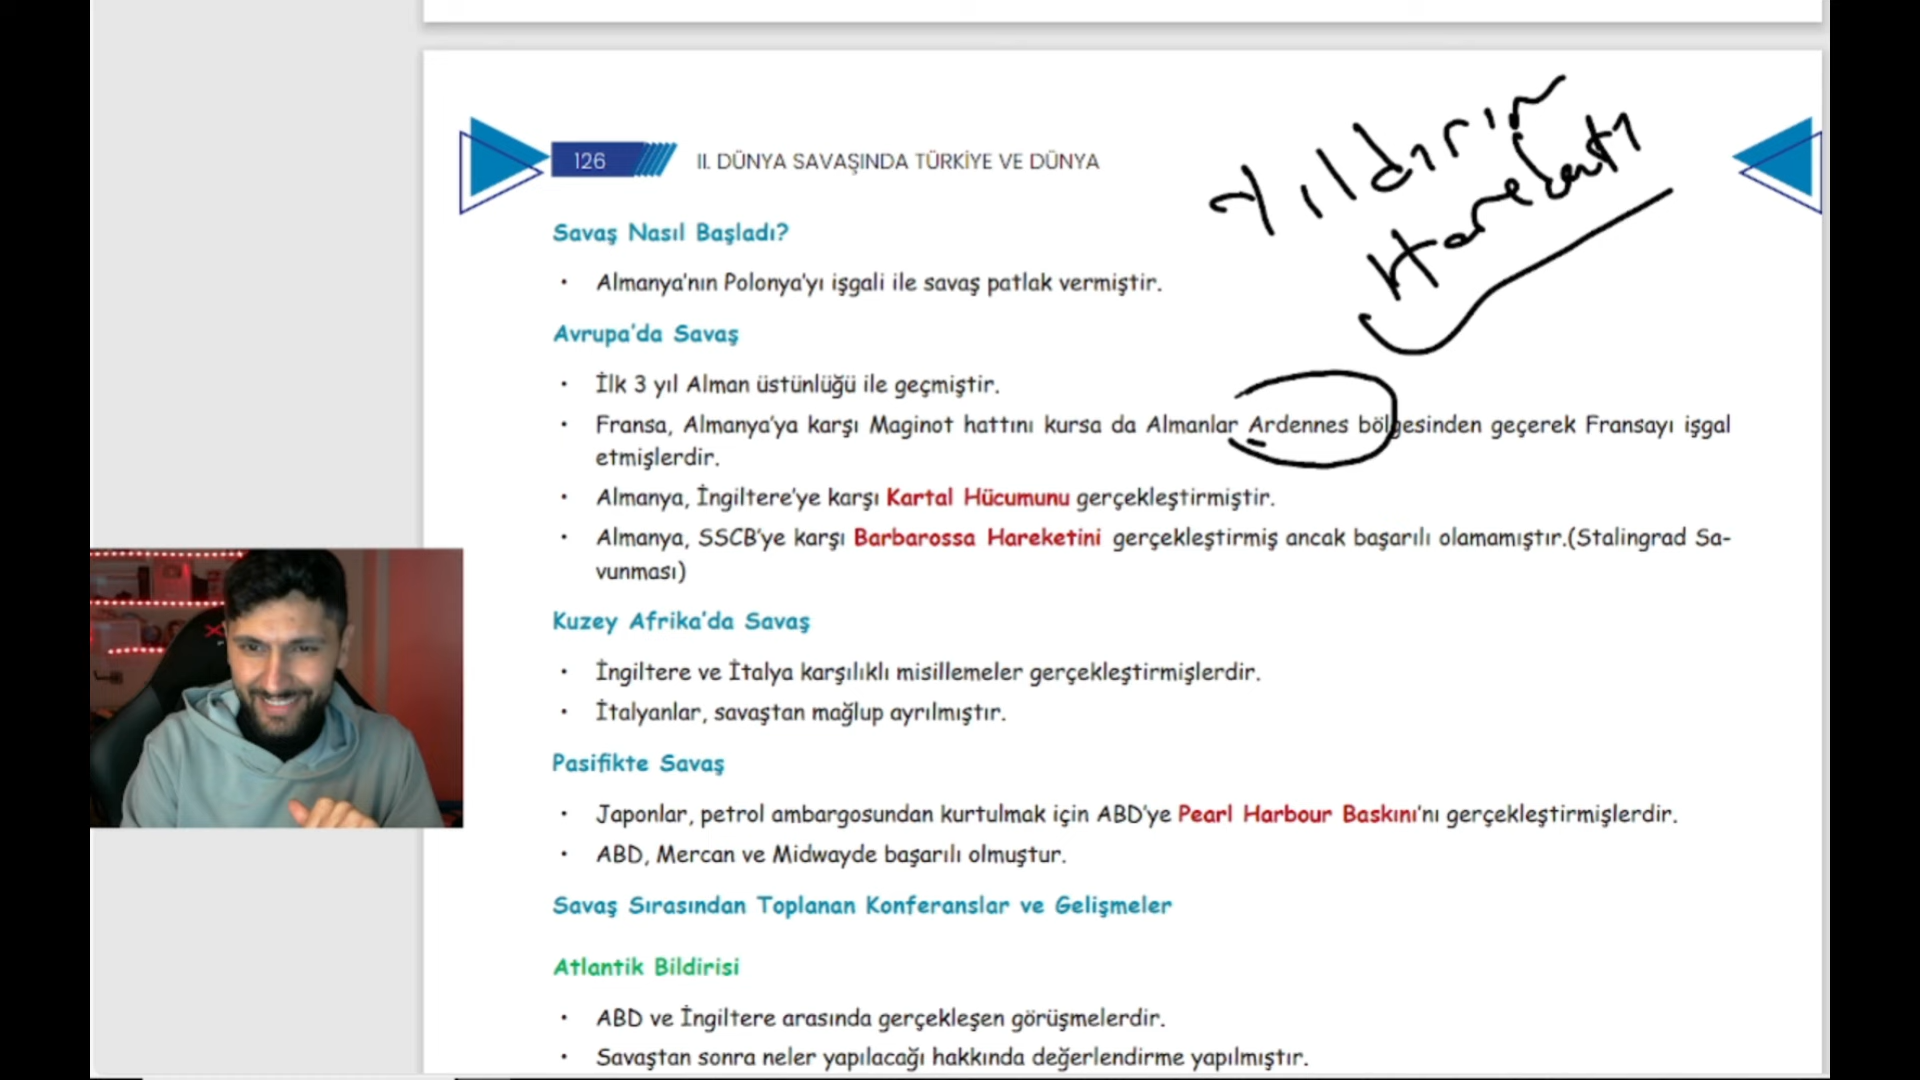 126
II. DÜNYA SAVAŞINDA TÜRKİYE VE DÜNYA
Yıldırım
Harekatı
Savaş Nasıl Başladı?
• Almanya'nın Polonya'yı işgali ile savaş patlak vermiştir.
Avrupa'da Savaş
• İlk 3 yıl Alman üstünlüğü ile geçmiştir.
• Fransa, Almanya'ya karşı Maginot hattını kursa da Almanlar Ardennes bölgesinden geçerek Fransayı işgal
etmişlerdir.
• Almanya, İngiltere'ye karşı Kartal Hücumunu gerçekleştirmiştir.
• Almanya, SSCB'ye karşı Barbarossa Hareketini gerçekleştirmiş ancak başarılı olamamıştır.(Stalingrad Sa-
vunması)
Kuzey Afrika'da Savaş
• İngiltere ve İtalya karşılıklı misillemeler gerçekleştirmişlerdir.
• İtalyanlar, savaştan mağlup ayrılmıştır.
Pasifikte Savaş
• Japonlar, petrol ambargosundan kurtulmak için ABD'ye Pearl Harbour Baskını'nı gerçekleştirmişlerdir.
• ABD, Mercan ve Midwayde başarılı olmuştur.
Savaş Sırasından Toplanan Konferanslar ve Gelişmeler
Atlantik Bildirisi
• ABD ve İngiltere arasında gerçekleşen görüşmelerdir.
• Savaştan sonra neler yapılacağı hakkında değerlendirme yapılmıştır.